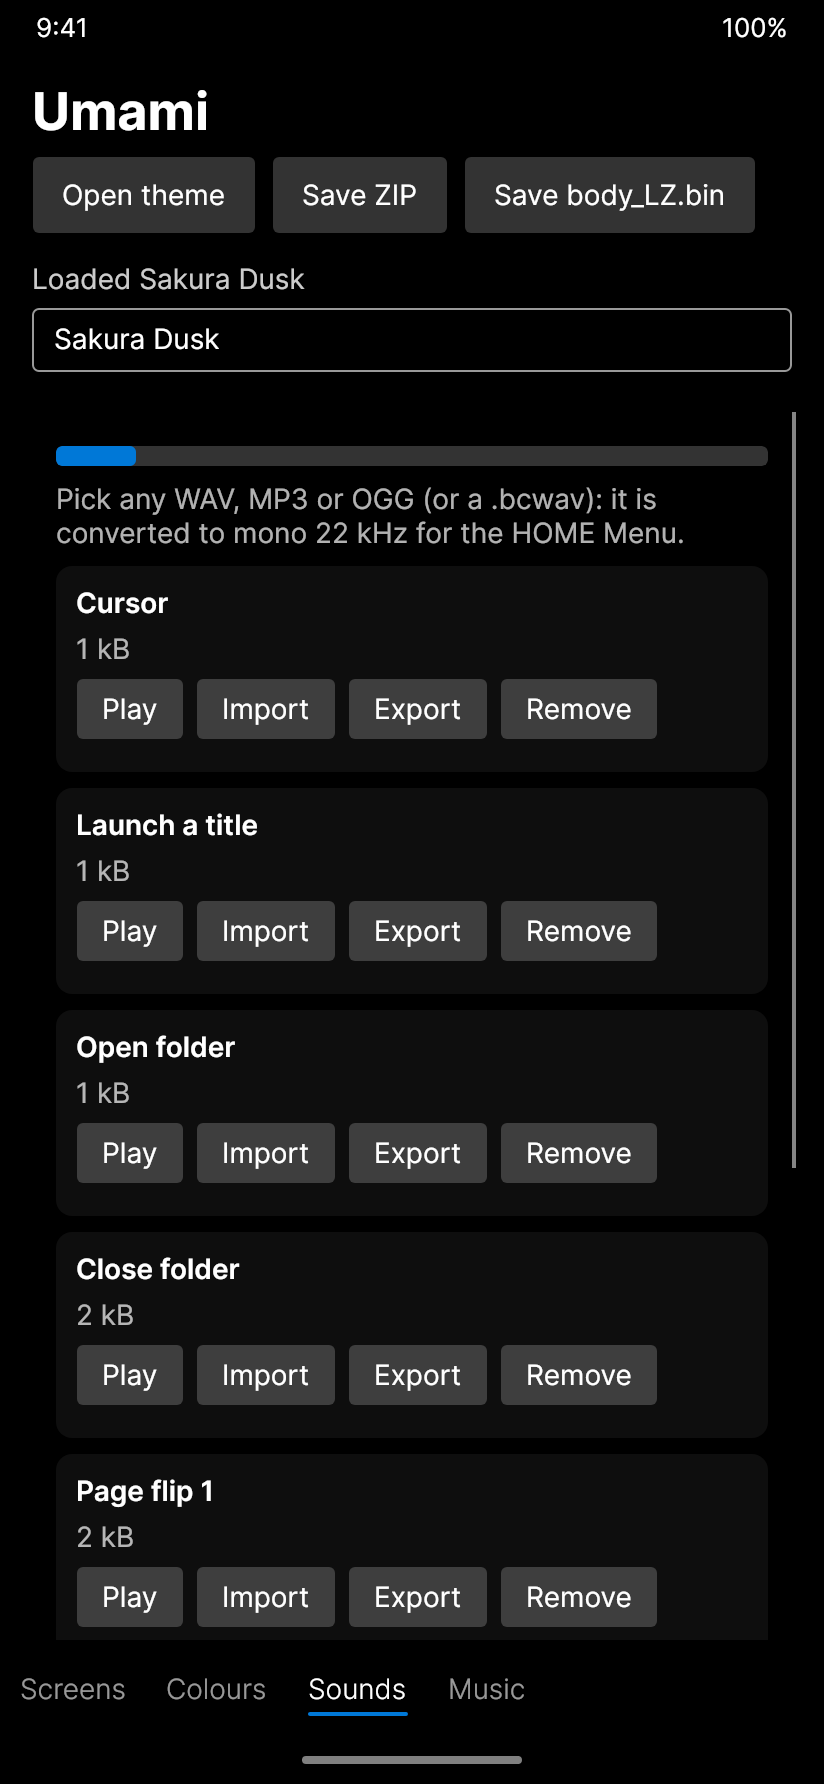 9:41
100%
Umami
Open theme
Save ZIP
Save body_LZ.bin
Loaded Sakura Dusk
Sakura Dusk
Pick any WAV, MP3 or OGG (or a .bcwav): it is
converted to mono 22 kHz for the HOME Menu.
Cursor
1 kB
Play
Import
Export
Remove
Launch a title
1 kB
Play
Import
Export
Remove
Open folder
1 kB
Play
Import
Export
Remove
Close folder
2 kB
Play
Import
Export
Remove
Page flip 1
2 kB
Play
Import
Export
Remove
Screens
Colours
Sounds
Music